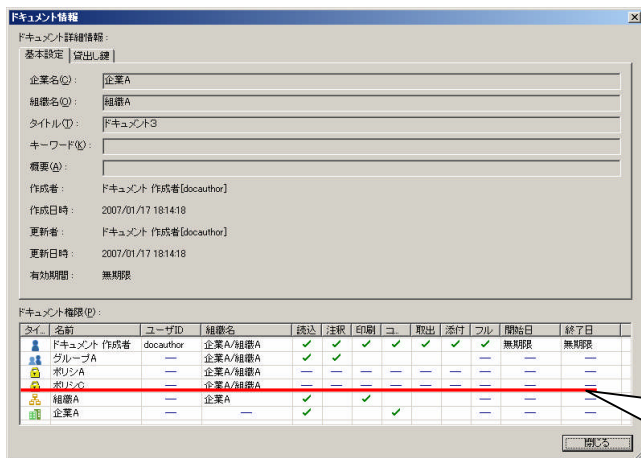 ドキュメント情報
ドキュメント詳細情報:
基本設定 貸出し鍵
企業名(C): 企業A
組織名(O): 組織A
タイトル(T): ドキュメント3
キーワード(K):
概要(A):
作成者: ドキュメント 作成者[docauthor]
作成日時: 2007/01/17 18:14:18
更新者: ドキュメント 作成者[docauthor]
更新日時: 2007/01/17 18:14:18
有効期間: 無期限
ドキュメント権限(P):
タイ... 名前 ユーザID 組織名 読込 注釈 印刷 コ... 取出 添付 フル 開始日 終了日
ドキュメント 作成者 docauthor 企業A/組織A ✓ ✓ ✓ ✓ ✓ ✓ ✓ 無期限 無期限
グループA — 企業A/組織A ✓ ✓ — — —
ポリシA — 企業A/組織A — — — — — — — — —
ポリシC — 企業A/組織A — — — — — — — — —
組織A — 企業A ✓ ✓ — — —
企業A — — ✓ ✓ — — —
閉じる